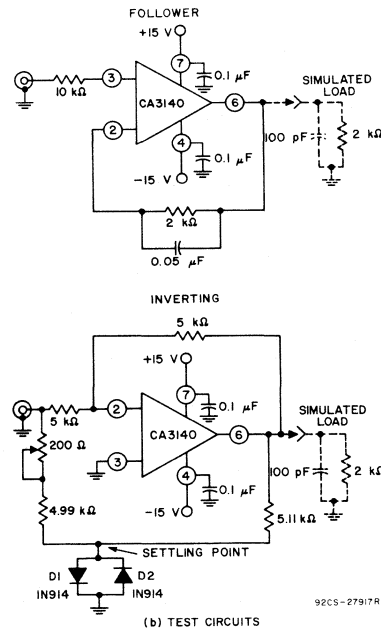 FOLLOWER
+15 V
7
0.1 µF
3
10 kΩ
CA3140
6
SIMULATED
LOAD
2
4
0.1 µF
100 pF
2 kΩ
-15 V
2 kΩ
0.05 µF
INVERTING
5 kΩ
+15 V
7
0.1 µF
5 kΩ
2
CA3140
6
SIMULATED
LOAD
200 Ω
3
4
0.1 µF
100 pF
2 kΩ
-15 V
4.99 kΩ
5.11 kΩ
SETTLING POINT
D1
D2
1N914
1N914
92CS-27917R
(b) TEST CIRCUITS